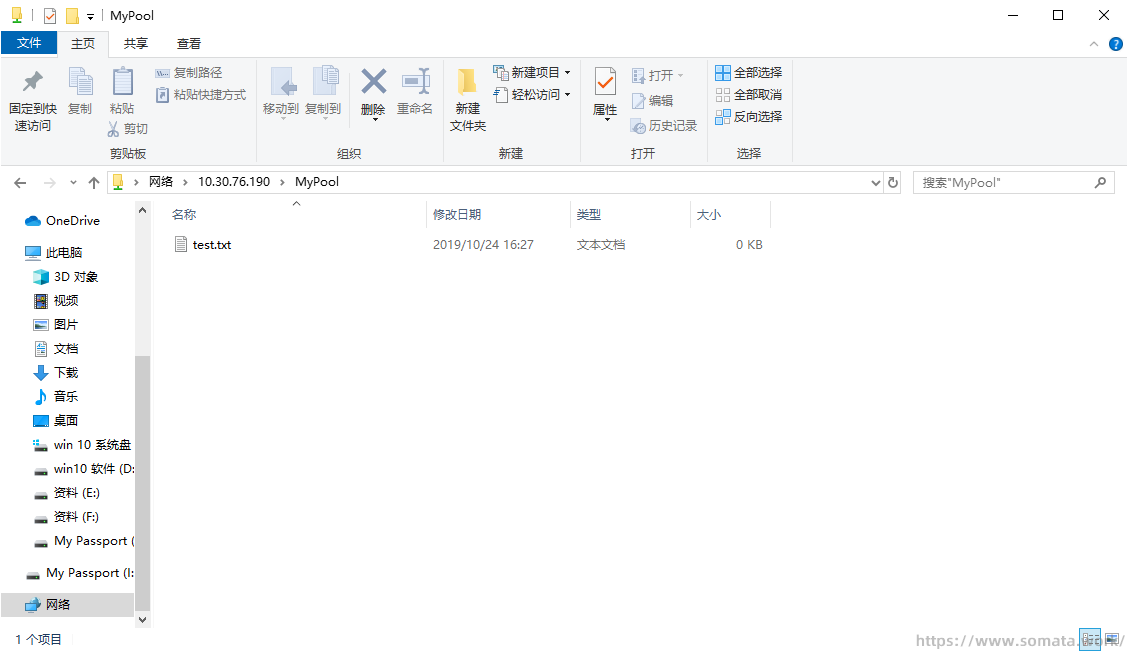 MyPool
文件 主页 共享 查看
固定到快速访问
复制
粘贴
复制路径
粘贴快捷方式
剪切
剪贴板
移动到
复制到
删除
重命名
组织
新建
文件夹
新建项目
轻松访问
新建
属性
打开
编辑
历史记录
打开
全部选择
全部取消
反向选择
选择
网络 › 10.30.76.190 › MyPool
搜索"MyPool"
OneDrive
此电脑
3D 对象
视频
图片
文档
下载
音乐
桌面
win 10 系统盘
win10 软件 (D:
资料 (E:)
资料 (F:)
My Passport (
My Passport (I:
网络
名称 修改日期 类型 大小
test.txt 2019/10/24 16:27 文本文档 0 KB
1 个项目
https://www.somata.work/